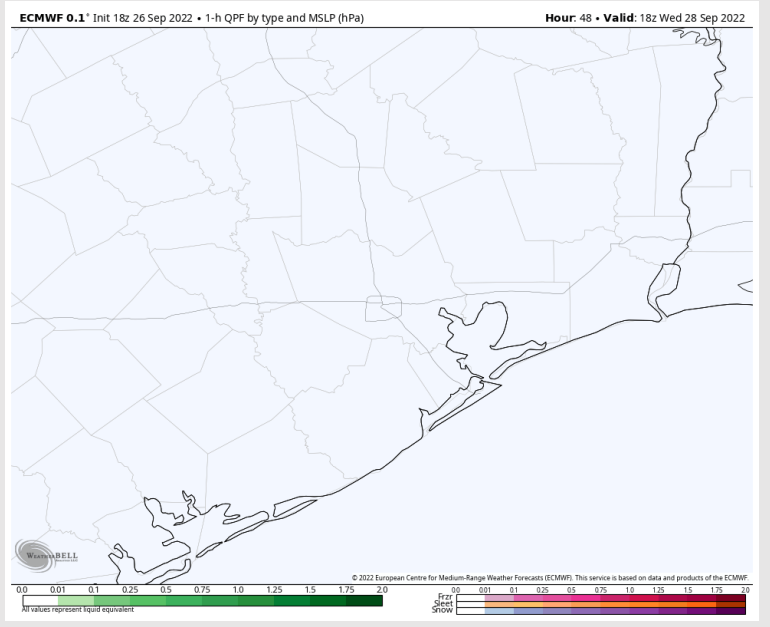 ECMWF 0.1° Init 18z 26 Sep 2022 • 1-h QPF by type and MSLP (hPa)
Hour: 48 • Valid: 18z Wed 28 Sep 2022
WEATHERBELL
© 2022 European Centre for Medium-Range Weather Forecasts (ECMWF). This service is based on data and products of the ECMWF.
0.0 0.01 0.1 0.25 0.5 0.75 1.0 1.25 1.5 1.75 2.0
All values represent liquid equivalent
0.0 .001 .1 0.25 0.5 0.75 1.0 1.25 1.5 1.75 2.0
Frzr
Sleet
Snow